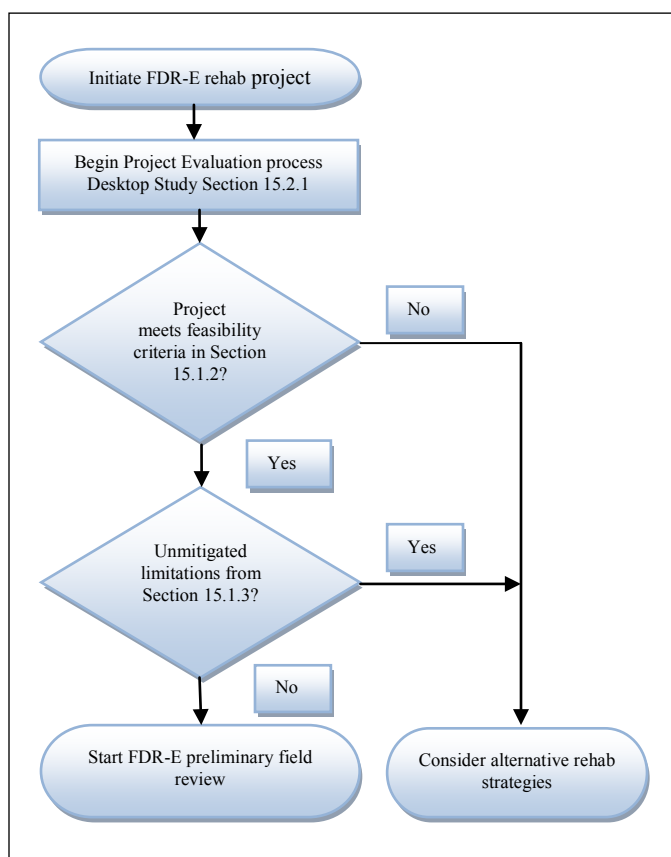 Initiate FDR-E rehab project
Begin Project Evaluation process
Desktop Study Section 15.2.1
Project
meets feasibility
criteria in Section
15.1.2?
No
Yes
Unmitigated
limitations from
Section 15.1.3?
Yes
No
Start FDR-E preliminary field
review
Consider alternative rehab
strategies